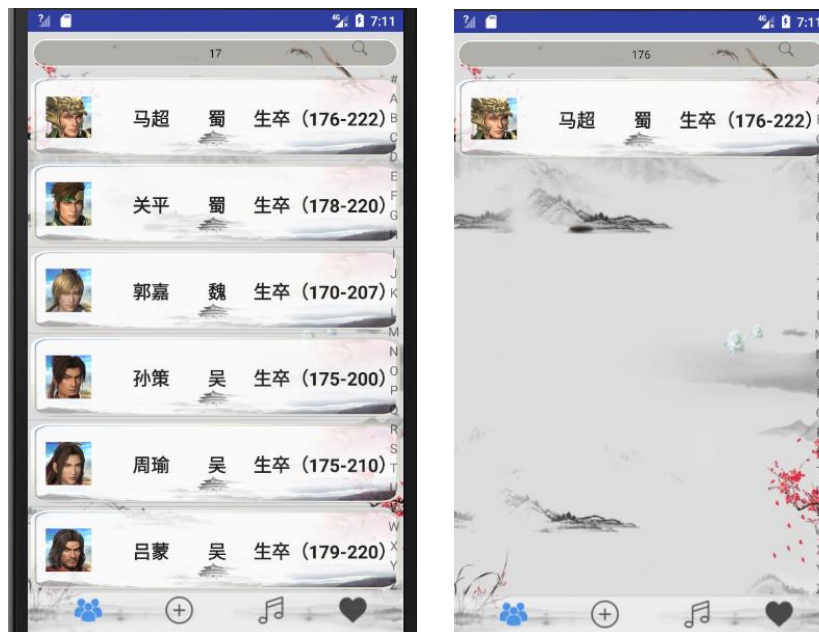 4G 7:11
17
#
马超 蜀 生卒（176-222）
关平 蜀 生卒（178-220）
郭嘉 魏 生卒（170-207）
孙策 吴 生卒（175-200）
周瑜 吴 生卒（175-210）
吕蒙 吴 生卒（179-220）
A
B
C
D
E
F
G
H
I
J
K
L
M
N
O
P
Q
R
S
T
U
W
X
Y
Z
4G 7:11
176
马超 蜀 生卒（176-222）